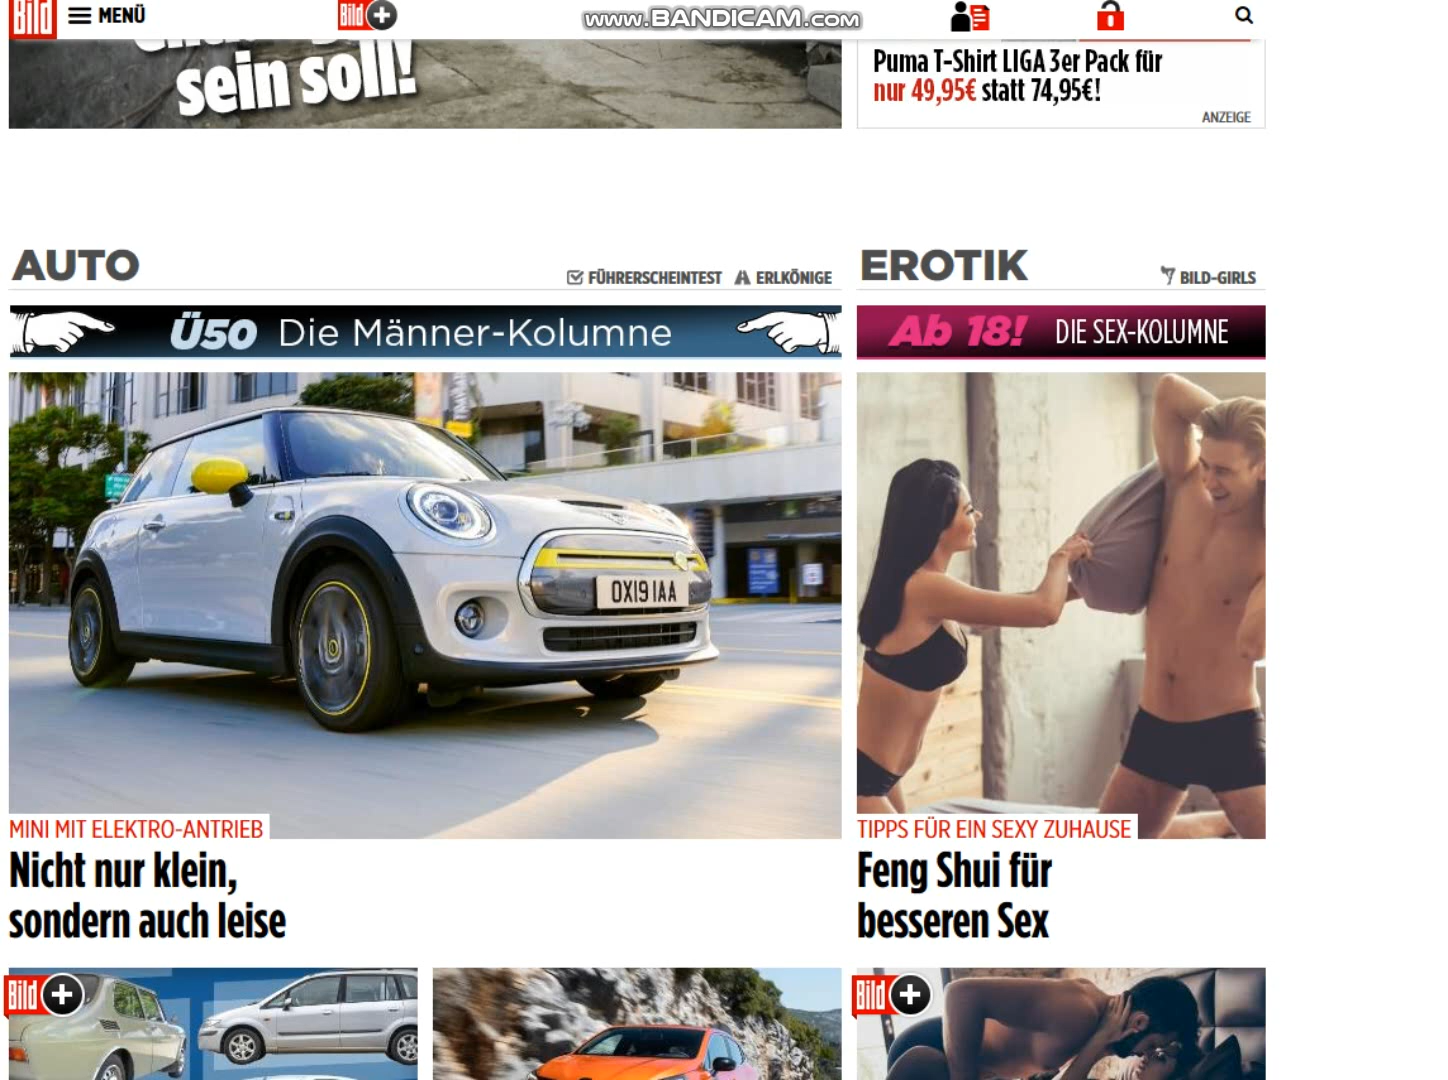 Bild
MENÜ
Bild
www.BANDICAM.com
sein soll!
Puma T-Shirt LIGA 3er Pack für
nur 49,95€ statt 74,95€!
ANZEIGE
AUTO
FÜHRERSCHEINTEST
ERLKÖNIGE
EROTIK
BILD-GIRLS
Ü50 Die Männer-Kolumne
Ab 18! DIE SEX-KOLUMNE
OX19 IAA
MINI MIT ELEKTRO-ANTRIEB
Nicht nur klein,
sondern auch leise
TIPPS FÜR EIN SEXY ZUHAUSE
Feng Shui für
besseren Sex
Bild
Bild